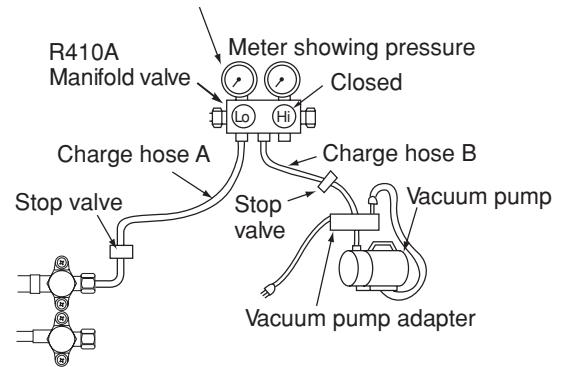 R410A
Manifold valve
Meter showing pressure
Closed
Lo
Hi
Charge hose A
Charge hose B
Stop valve
Stop
valve
Vacuum pump
Vacuum pump adapter